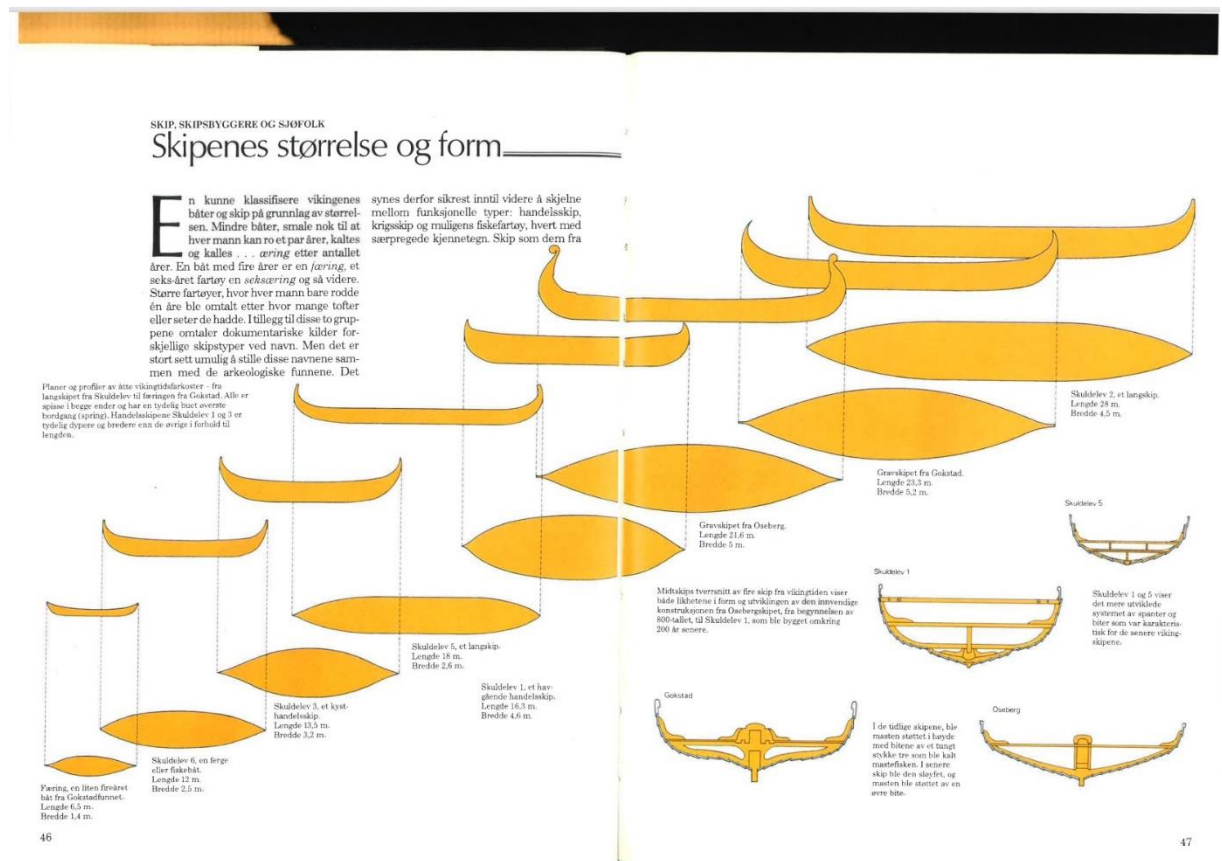 SKIP, SKIPSBYGGERE OG SJØFOLK
Skipenes størrelse og form
En kunne klassifisere vikingenes
båter og skip på grunnlag av størrel-
sen. Mindre båter, smale nok til at
hver mann kan ro et par årer, kaltes
og kalles . . . æring etter antallet
årer. En båt med fire årer er en færing, et
seks-året fartøy en seksæring og så videre.
Større fartøyer, hvor hver mann bare rodde
én åre ble omtalt etter hvor mange tofter
eller seter de hadde. I tillegg til disse to grup-
pene omtaler dokumentariske kilder for-
skjellige skipstyper ved navn. Men det er
stort sett umulig å stille disse navnene sam-
men med de arkeologiske funnene. Det
synes derfor sikrest inntil videre å skjelne
mellom funksjonelle typer: handelsskip,
krigsskip og muligens fiskefartøy, hvert med
særpregede kjennetegn. Skip som dem fra
Planer og profiler av åtte vikingtidsfarkoster – fra
langskipet fra Skuldelev til færingen fra Gokstad. Alle er
spisse i begge ender og har en tydelig buet øverste
bordgang (spring). Handelsskipene Skuldelev 1 og 3 er
tydelig dypere og bredere enn de øvrige i forhold til
lengden.
Færing, en liten fireåret
båt fra Gokstadfunnet.
Lengde 6,5 m.
Bredde 1,4 m.
Skuldelev 6, en ferge
eller fiskebåt.
Lengde 12 m.
Bredde 2,5 m.
Skuldelev 3, et kyst-
handelsskip.
Lengde 13,5 m.
Bredde 3,2 m.
Skuldelev 5, et langskip.
Lengde 18 m.
Bredde 2,6 m.
Skuldelev 1, et hav-
gående handelsskip.
Lengde 16,3 m.
Bredde 4,6 m.
Gravskipet fra Oseberg.
Lengde 21,6 m.
Bredde 5 m.
Gravskipet fra Gokstad.
Lengde 23,3 m.
Bredde 5,2 m.
Skuldelev 2, et langskip.
Lengde 28 m.
Bredde 4,5 m.
Midtskips tverrsnitt av fire skip fra vikingtiden viser
både likhetene i form og utviklingen av den innvendige
konstruksjonen fra Osebergskipet, fra begynnelsen av
800-tallet, til Skuldelev 1, som ble bygget omkring
200 år senere.
Skuldelev 5
Skuldelev 1
Skuldelev 1 og 5 viser
det mere utviklede
systemet av spanter og
biter som var karakteris-
tisk for de senere viking-
skipene.
Gokstad
I de tidlige skipene, ble
masten støttet i høyde
med bitene av et tungt
stykke tre som ble kalt
mastefisken. I senere
skip ble den sløyfet, og
masten ble støttet av en
øvre bite.
Oseberg
46
47